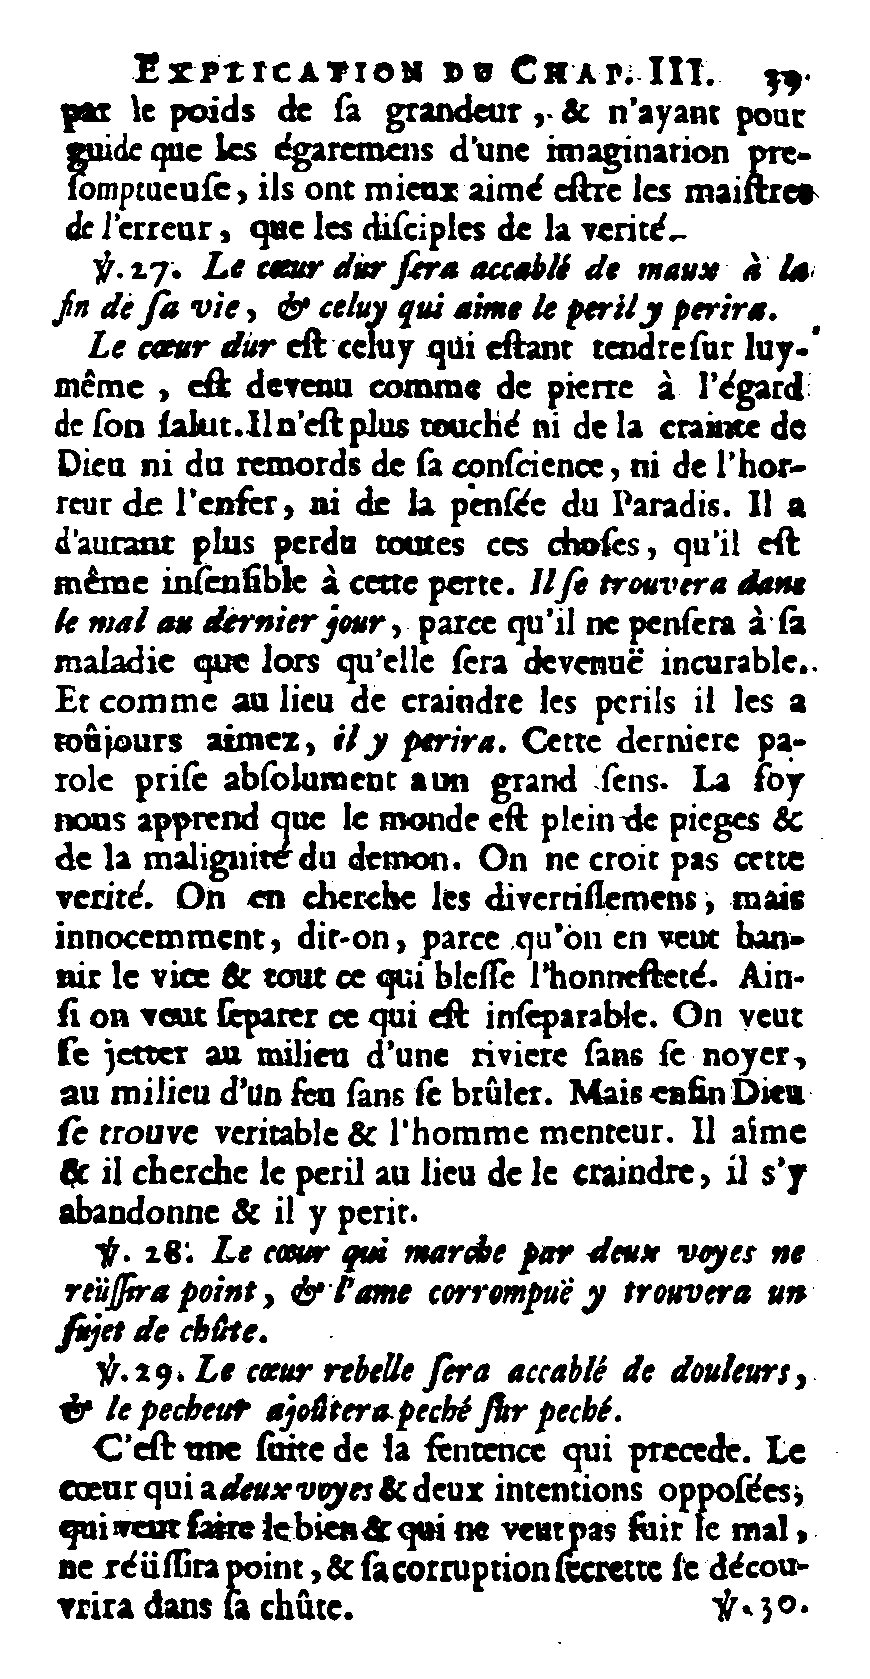 EXPLICATION DU CHAP. III. 39
par le poids de ſa grandeur, & n'ayant pour
guide que les égaremens d'une imagination pre-
ſomptueuſe, ils ont mieux aimé eſtre les maiſtres
de l'erreur, que les diſciples de la verité.
℣. 27. Le cœur dur ſera accablé de maux à la
fin de ſa vie, & celuy qui aime le peril y perira.
Le cœur dur eſt celuy qui eſtant tendre ſur luy-
même, eſt devenu comme de pierre à l'égard
de ſon ſalut. Il n'eſt plus touché ni de la crainte de
Dieu ni du remords de ſa conſcience, ni de l'hor-
reur de l'enfer, ni de la penſée du Paradis. Il a
d'autant plus perdu toutes ces choſes, qu'il eſt
même inſenſible à cette perte. Il ſe trouvera dans
le mal au dernier jour, parce qu'il ne penſera à ſa
maladie que lors qu'elle ſera devenuë incurable.
Et comme au lieu de craindre les perils il les a
toûjours aimez, il y perira. Cette derniere pa-
role priſe abſolument a un grand ſens. La foy
nous apprend que le monde eſt plein de pieges &
de la malignité du demon. On ne croit pas cette
verité. On en cherche les divertiſſemens, mais
innocemment, dit-on, parce qu'on en veut ban-
nir le vice & tout ce qui bleſſe l'honneſteté. Ain-
ſi on veut ſeparer ce qui eſt inſeparable. On veut
ſe jetter au milieu d'une riviere ſans ſe noyer,
au milieu d'un feu ſans ſe brûler. Mais enfin Dieu
ſe trouve veritable & l'homme menteur. Il aime
& il cherche le peril au lieu de le craindre, il s'y
abandonne & il y perit.
℣. 28. Le cœur qui marche par deux voyes ne
reüſſira point, & l'ame corrompuë y trouvera un
ſujet de chûte.
℣. 29. Le cœur rebelle ſera accablé de douleurs,
& le pecheur ajoûtera peché ſur peché.
C'eſt une ſuite de la ſentence qui precede. Le
cœur qui a deux voyes & deux intentions oppoſées,
qui veut faire le bien & qui ne veut pas fuir le mal,
ne réüſſira point, & ſa corruption ſecrette ſe décou-
vrira dans ſa chûte. ℣. 30.